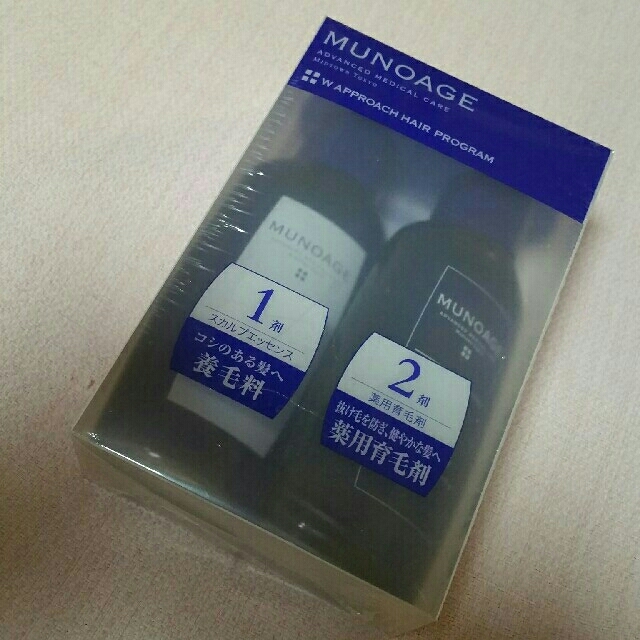 MUNOAGE
ADVANCED MEDICAL CARE
MIDTOWN TOKYO
W APPROACH HAIR PROGRAM
MUNOAGE
1剤
スカルプエッセンス
コシのある髪へ
養毛料
MUNOAGE
2剤
薬用育毛剤
抜け毛を防ぎ、健やかな髪へ
薬用育毛剤